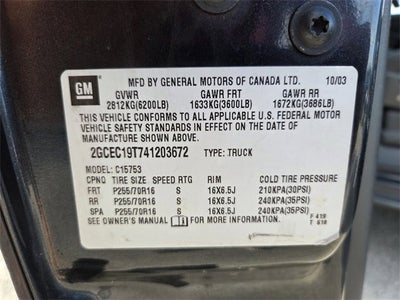 GM
MFD BY GENERAL MOTORS OF CANADA LTD. 10/03
GVWR GAWR FRT GAWR RR
2812KG(6200LB) 1633KG(3600LB) 1672KG(3686LB)
THIS VEHICLE CONFORMS TO ALL APPLICABLE U.S. FEDERAL MOTOR
VEHICLE SAFETY STANDARDS IN EFFECT ON THE DATE OF
MANUFACTURE SHOWN ABOVE.
2GCEC19T741203672 TYPE: TRUCK
MODEL: C15753
CPNO TIRE SIZE SPEED RTG RIM COLD TIRE PRESSURE
FRT P255/70R16 S 16X6.5J 210KPA(30PSI)
RR P255/70R16 S 16X6.5J 240KPA(35PSI)
SPA P255/70R16 S 16X6.5J 240KPA(35PSI)
SEE OWNER'S MANUAL FOR MORE INFORMATION.
F 419
T 618